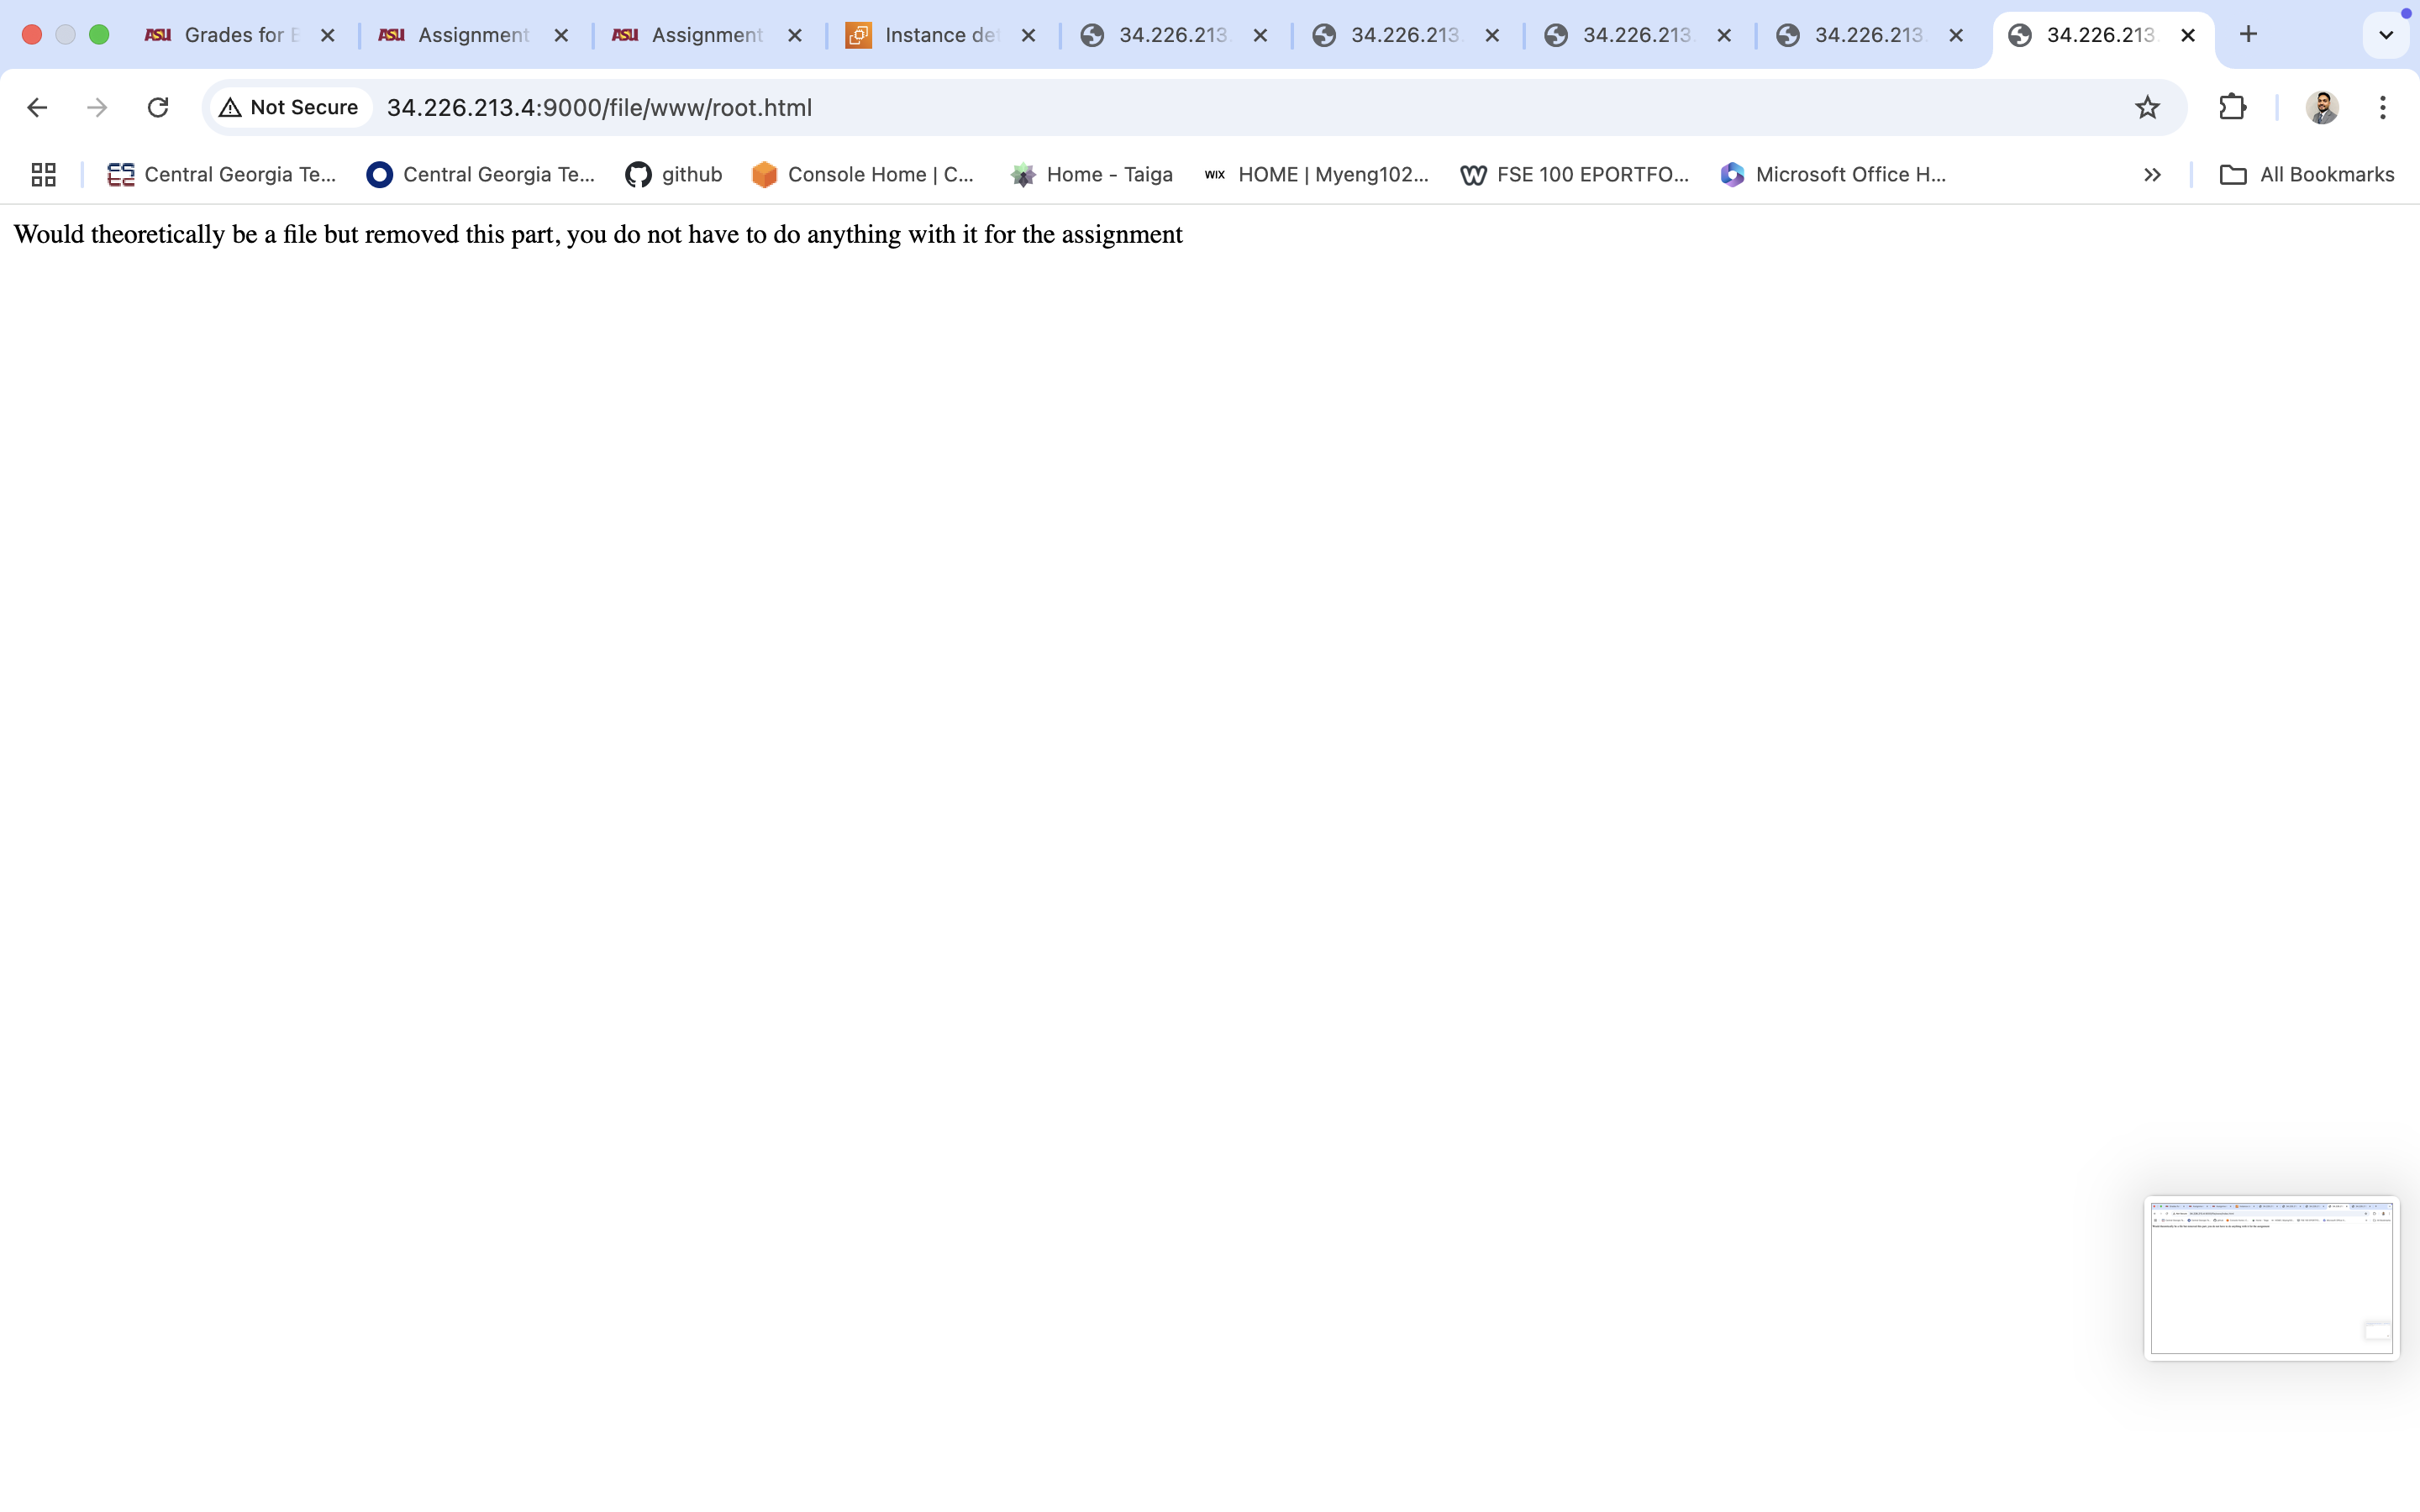 ASU Grades for E
ASU Assignment
ASU Assignment
Instance det
34.226.213
34.226.213
34.226.213
34.226.213
34.226.213
Not Secure 34.226.213.4:9000/file/www/root.html
Central Georgia Te...
Central Georgia Te...
github
Console Home | C...
Home - Taiga
WIX HOME | Myeng102...
FSE 100 EPORTFO...
Microsoft Office H...
All Bookmarks
Would theoretically be a file but removed this part, you do not have to do anything with it for the assignment